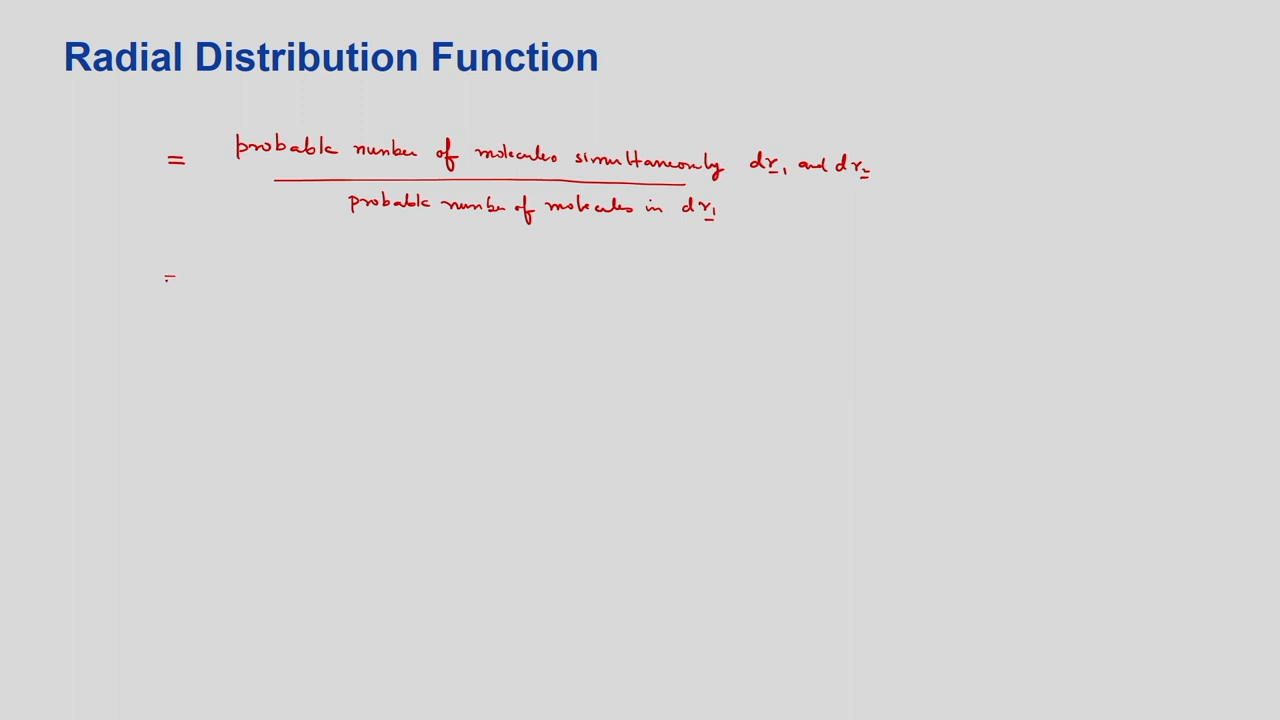 Radial Distribution Function
= probable number of molecules simultaneously dr1 and dr2
probable number of molecules in dr1
=